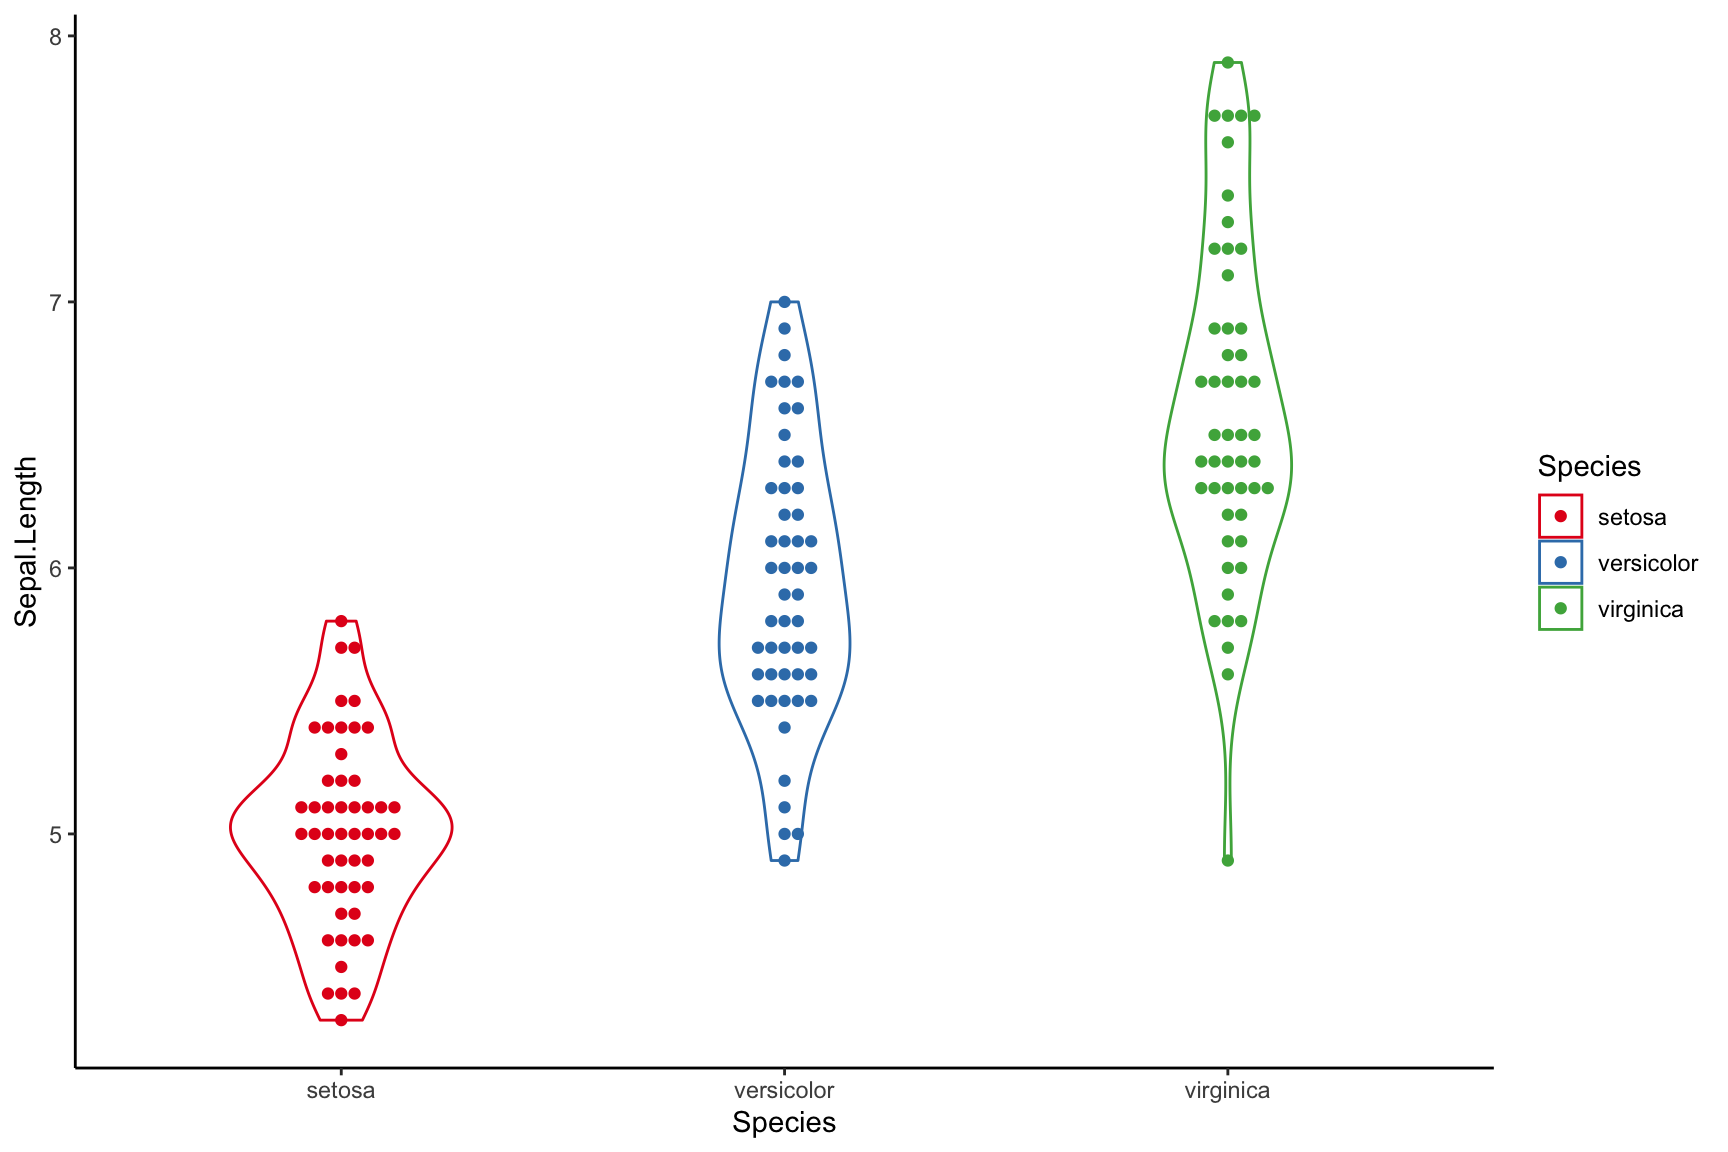 8
7
6
5
Sepal.Length
setosa
versicolor
virginica
Species
Species
setosa
versicolor
virginica